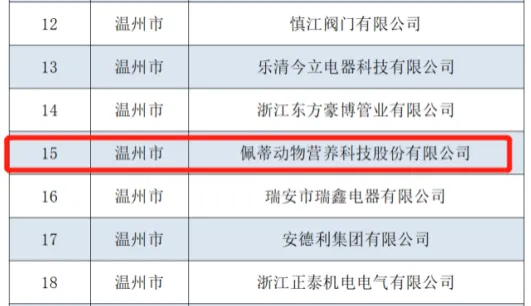 12 温州市 慎江阀门有限公司
13 温州市 乐清今立电器科技有限公司
14 温州市 浙江东方豪博管业有限公司
15 温州市 佩蒂动物营养科技股份有限公司
16 温州市 瑞安市瑞鑫电器有限公司
17 温州市 安德利集团有限公司
18 温州市 浙江正泰机电电气有限公司